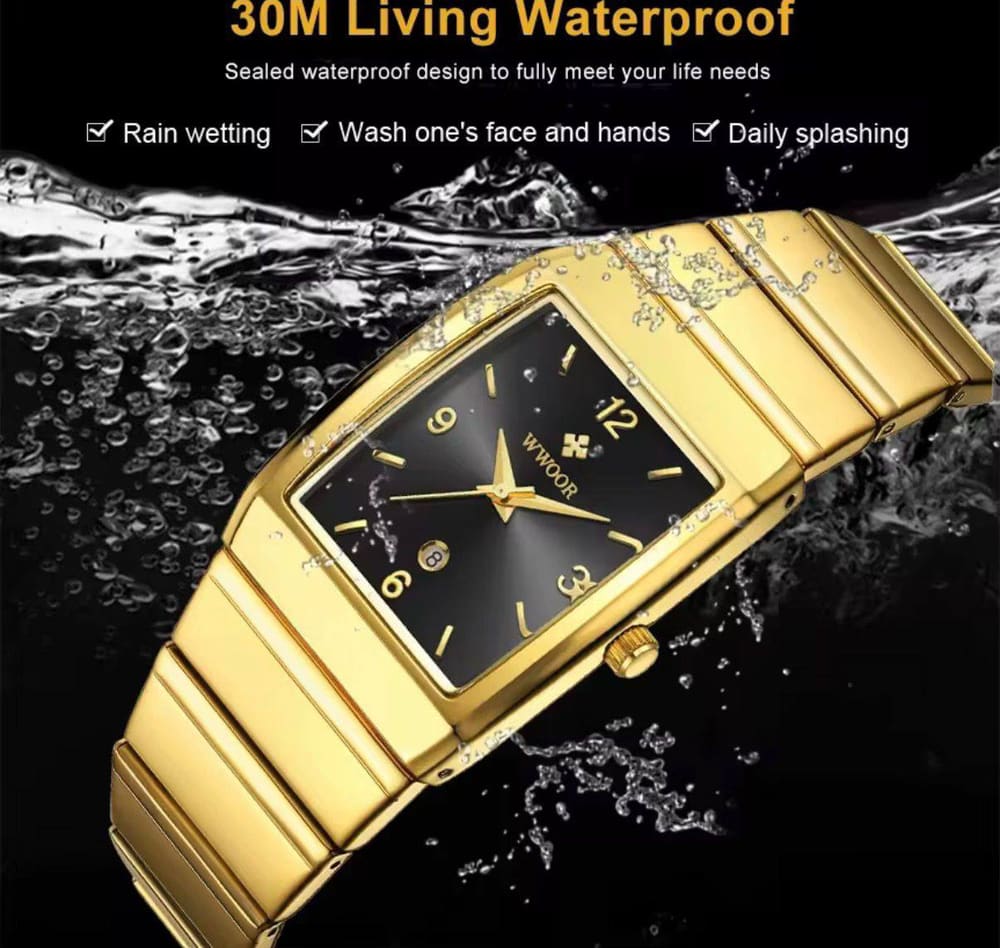 30M Living Waterproof
Sealed waterproof design to fully meet your life needs
Rain wetting Wash one's face and hands Daily splashing
12
9
WWOOR
8
6
3